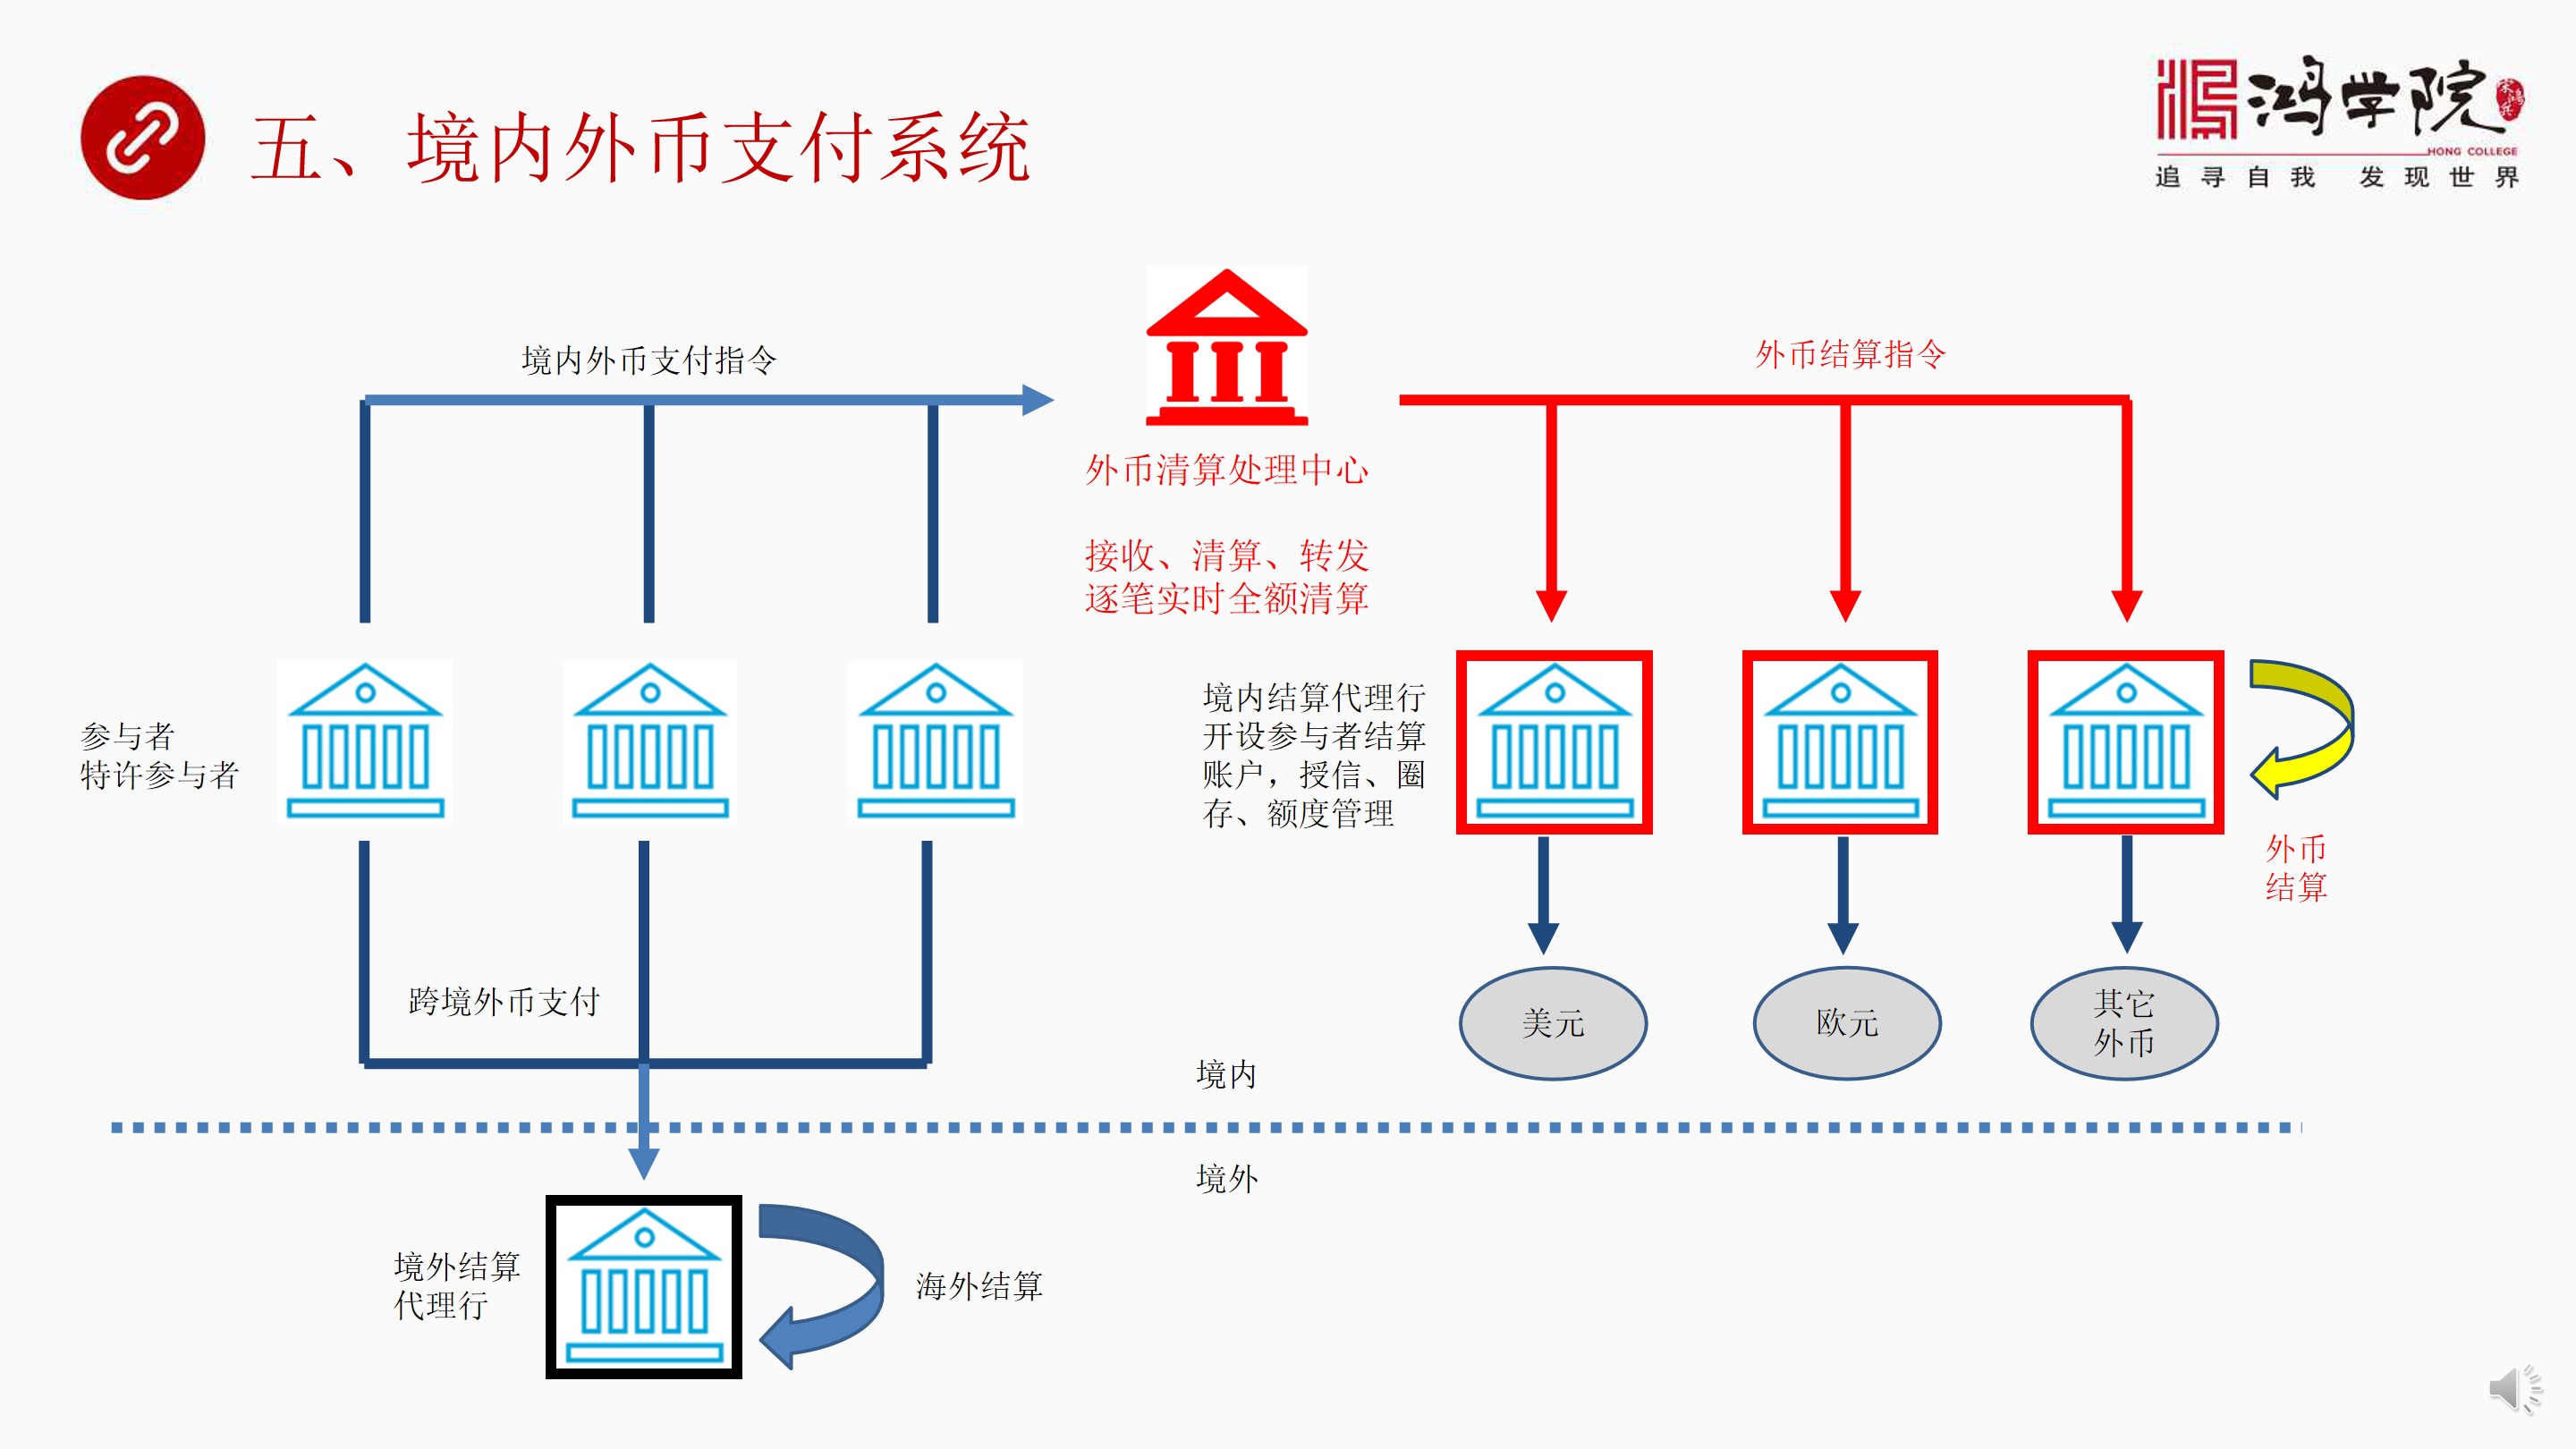 五、境内外币支付系统
鸿学院
HONG COLLEGE
追寻自我 发现世界
境内外币支付指令
外币结算指令
外币清算处理中心
接收、清算、转发
逐笔实时全额清算
参与者
特许参与者
境内结算代理行
开设参与者结算
账户，授信、圈
存、额度管理
外币
结算
跨境外币支付
美元
欧元
其它
外币
境内
境外
境外结算
代理行
海外结算